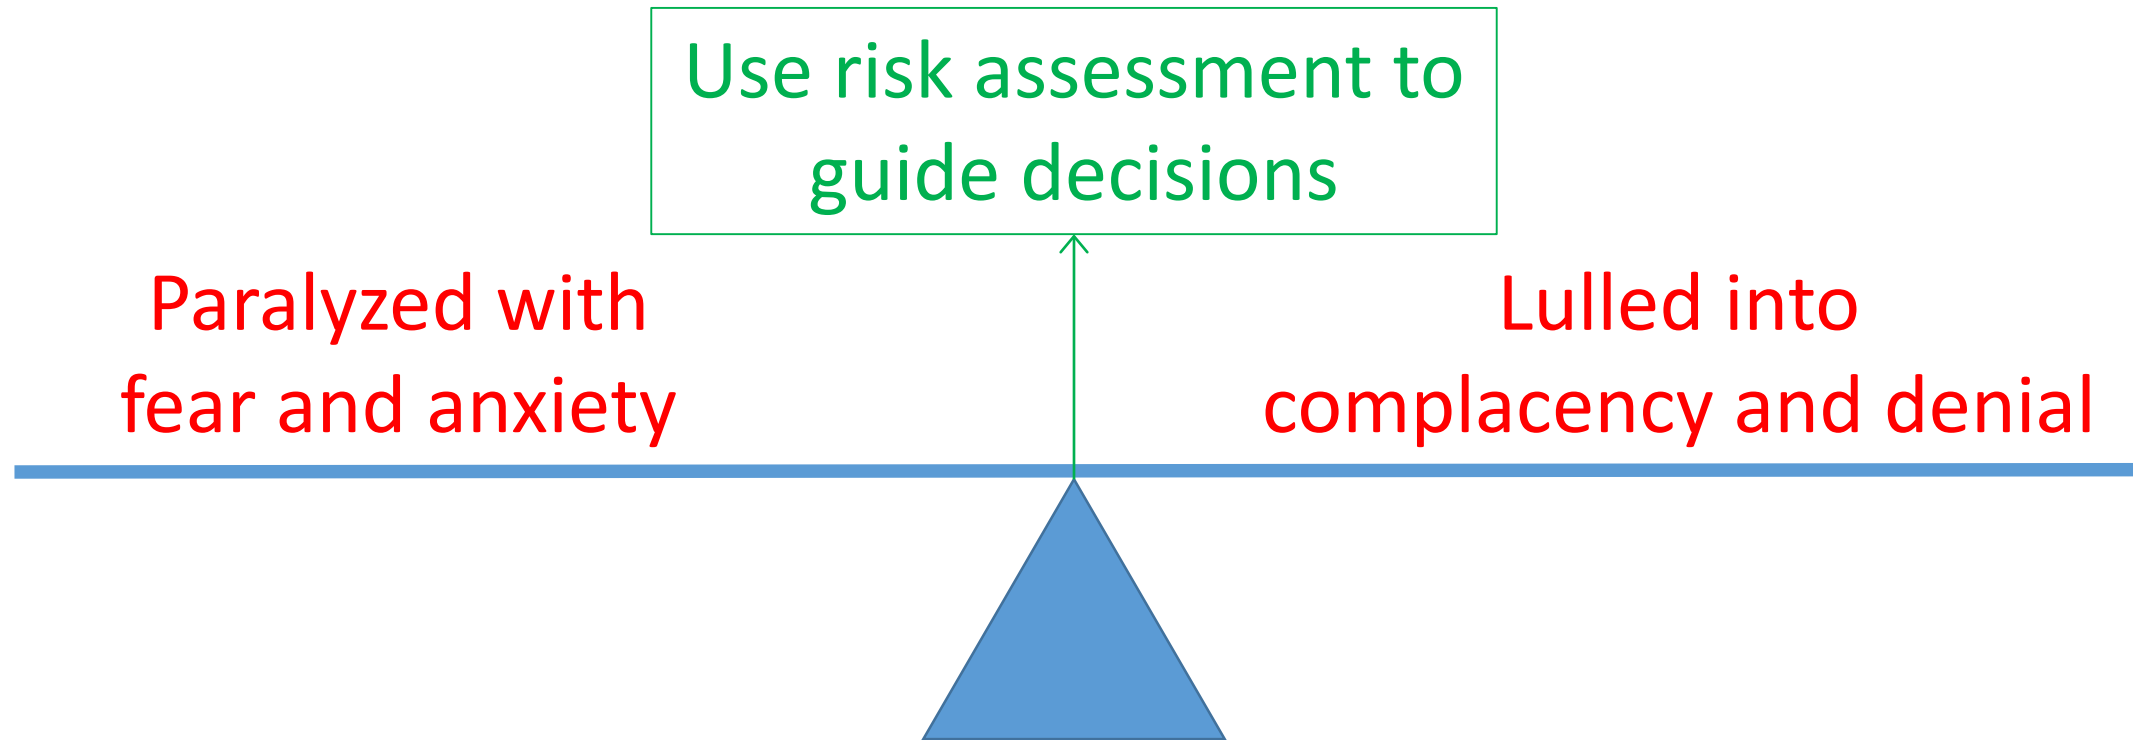 Use risk assessment to
guide decisions
Paralyzed with
fear and anxiety
Lulled into
complacency and denial